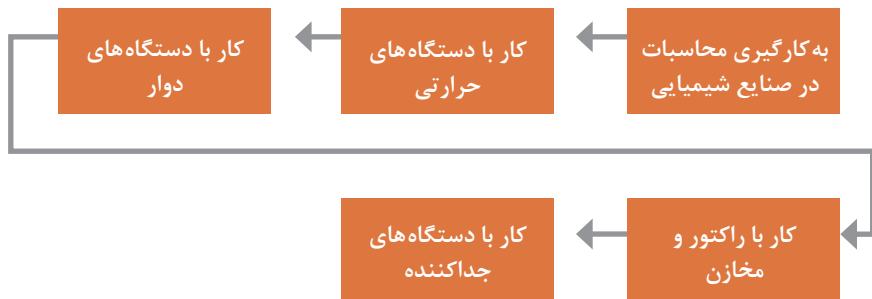 به‌کارگیری محاسبات
در صنایع شیمیایی
کار با دستگاه‌های
حرارتی
کار با دستگاه‌های
دوار
کار با راکتور و
مخازن
کار با دستگاه‌های
جداکننده